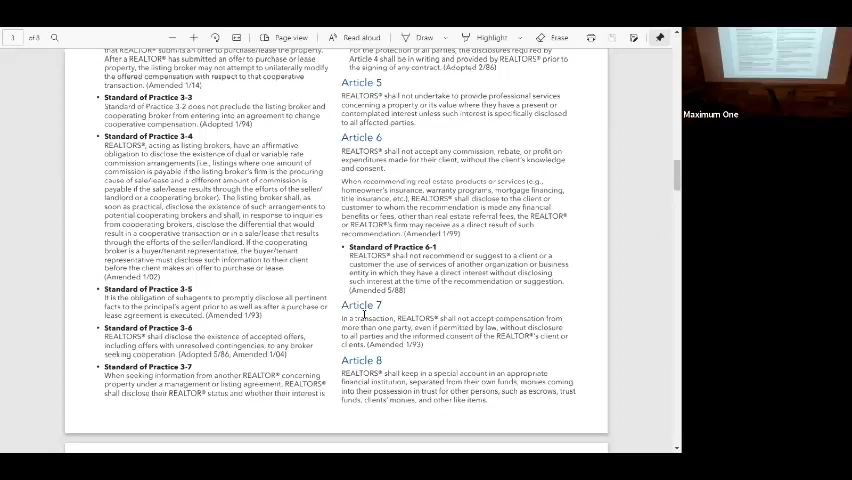 3 of 8
Page view
Read aloud
Draw
Highlight
Erase
that REALTOR® submits an offer to purchase/lease the property.
After a REALTOR® has submitted an offer to purchase or lease
property, the listing broker may not attempt to unilaterally modify
the offered compensation with respect to that cooperative
transaction. (Amended 1/14)
• Standard of Practice 3-3
Standard of Practice 3-2 does not preclude the listing broker and
cooperating broker from entering into an agreement to change
cooperative compensation. (Adopted 1/94)
• Standard of Practice 3-4
REALTORS®, acting as listing brokers, have an affirmative
obligation to disclose the existence of dual or variable rate
commission arrangements (i.e., listings where one amount of
commission is payable if the listing broker's firm is the procuring
cause of sale/lease and a different amount of commission is
payable if the sale/lease results through the efforts of the seller/
landlord or a cooperating broker). The listing broker shall, as
soon as practical, disclose the existence of such arrangements to
potential cooperating brokers and shall, in response to inquiries
from cooperating brokers, disclose the differential that would
result in a cooperative transaction or in a sale/lease that results
through the efforts of the seller/landlord. If the cooperating
broker is a buyer/tenant representative, the buyer/tenant
representative must disclose such information to their client
before the client makes an offer to purchase or lease.
(Amended 1/02)
• Standard of Practice 3-5
It is the obligation of subagents to promptly disclose all pertinent
facts to the principal's agent prior to as well as after a purchase or
lease agreement is executed. (Amended 1/93)
• Standard of Practice 3-6
REALTORS® shall disclose the existence of accepted offers,
including offers with unresolved contingencies, to any broker
seeking cooperation. (Adopted 5/86, Amended 1/04)
• Standard of Practice 3-7
When seeking information from another REALTOR® concerning
property under a management or listing agreement, REALTORS®
shall disclose their REALTOR® status and whether their interest is
For the protection of all parties, the disclosures required by
Article 4 shall be in writing and provided by REALTORS® prior to
the signing of any contract. (Adopted 2/86)
Article 5
REALTORS® shall not undertake to provide professional services
concerning a property or its value where they have a present or
contemplated interest unless such interest is specifically disclosed
to all affected parties.
Article 6
REALTORS® shall not accept any commission, rebate, or profit on
expenditures made for their client, without the client's knowledge
and consent.
When recommending real estate products or services (e.g.,
homeowner's insurance, warranty programs, mortgage financing,
title insurance, etc.), REALTORS® shall disclose to the client or
customer to whom the recommendation is made any financial
benefits or fees, other than real estate referral fees, the REALTOR®
or REALTOR®'s firm may receive as a direct result of such
recommendation. (Amended 1/99)
• Standard of Practice 6-1
REALTORS® shall not recommend or suggest to a client or a
customer the use of services of another organization or business
entity in which they have a direct interest without disclosing
such interest at the time of the recommendation or suggestion.
(Amended 5/88)
Article 7
In a transaction, REALTORS® shall not accept compensation from
more than one party, even if permitted by law, without disclosure
to all parties and the informed consent of the REALTOR®'s client or
clients. (Amended 1/93)
Article 8
REALTORS® shall keep in a special account in an appropriate
financial institution, separated from their own funds, monies coming
into their possession in trust for other persons, such as escrows, trust
funds, clients' monies, and other like items.
Maximum One